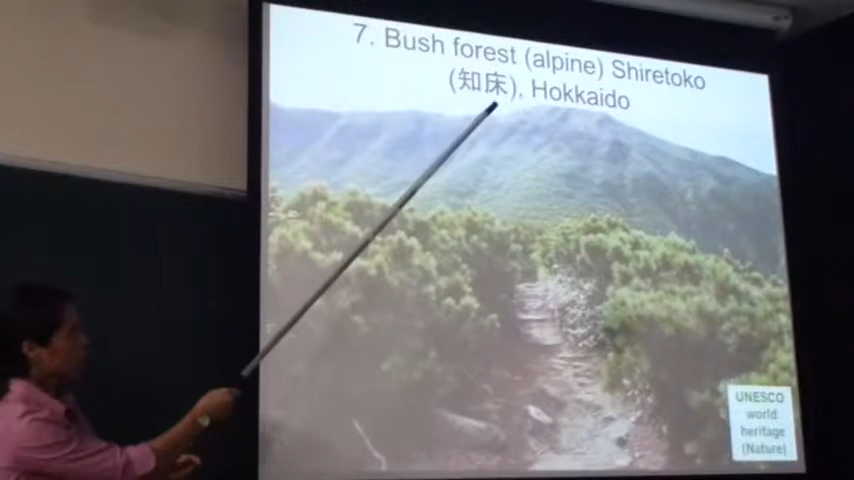 7. Bush forest (alpine) Shiretoko
(知床), Hokkaido
UNESCO
world
heritage
(Nature)